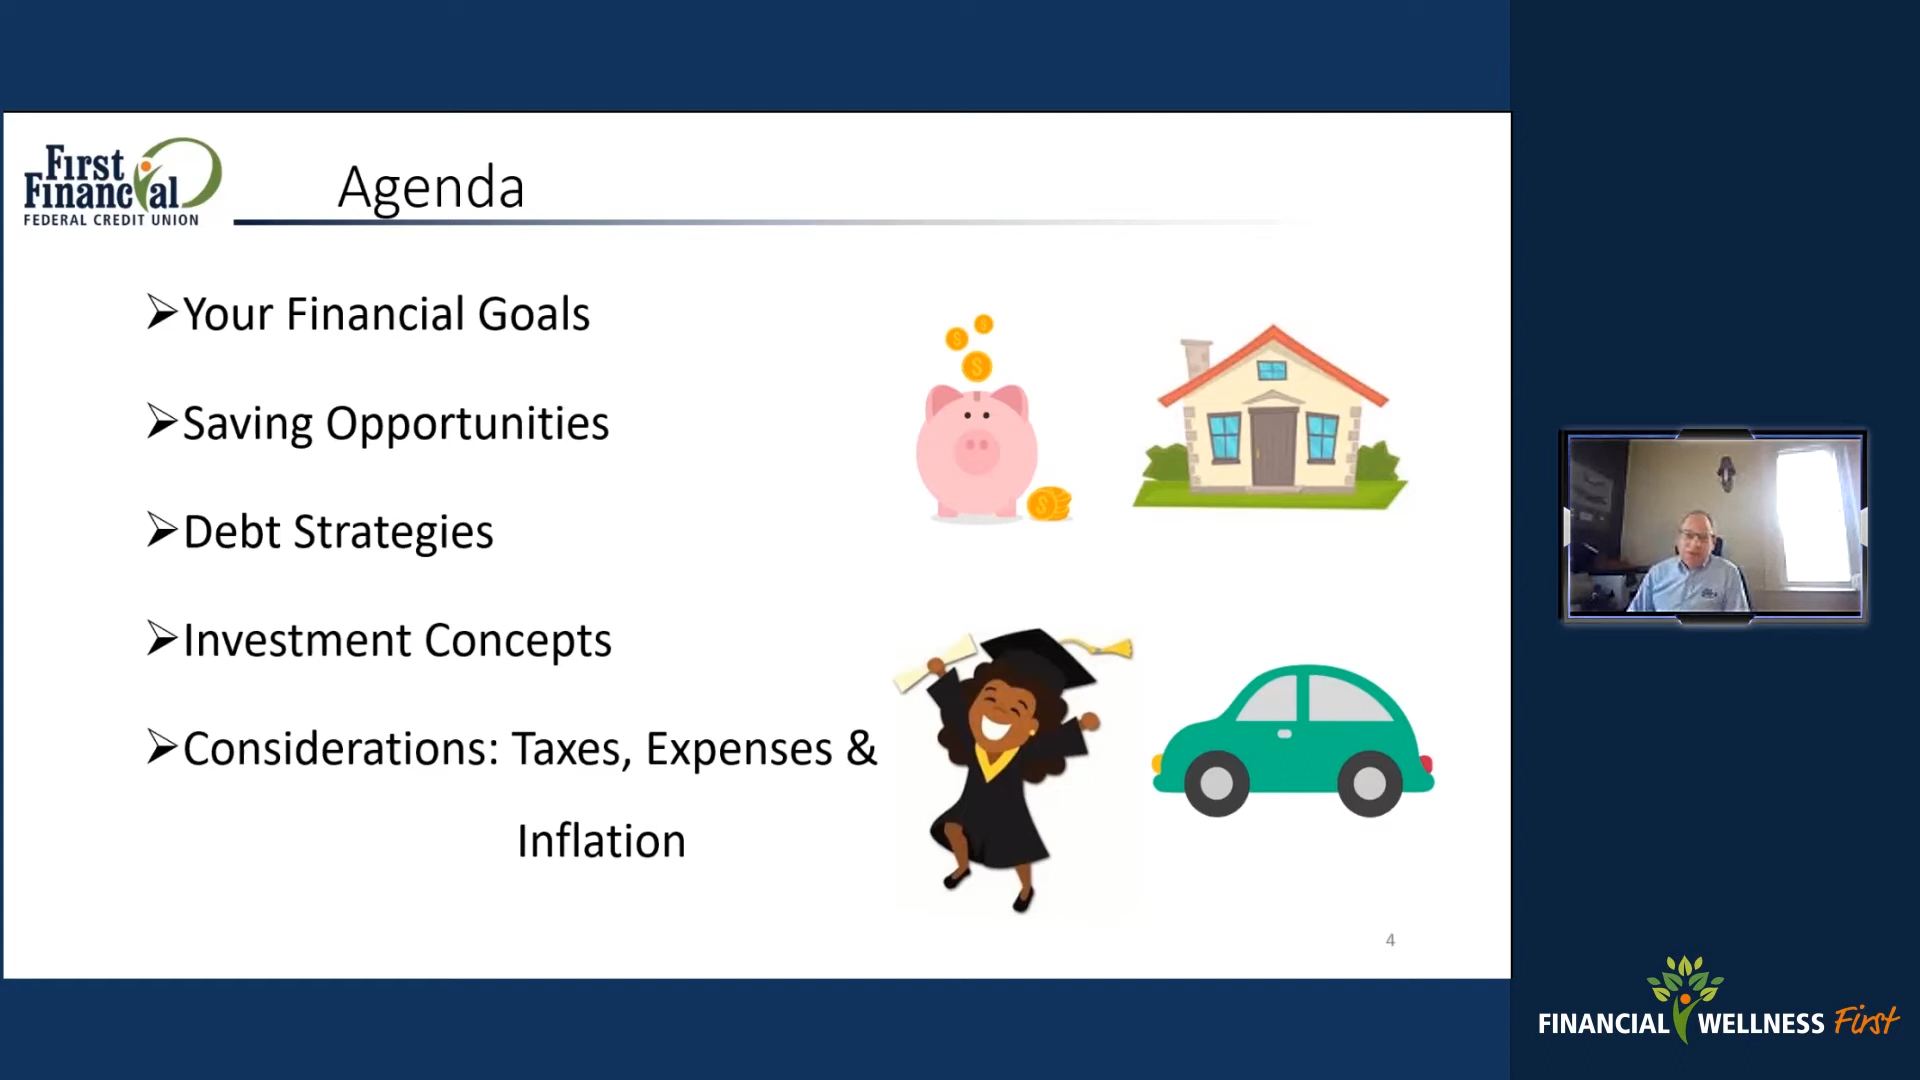 First
Financial
FEDERAL CREDIT UNION
Agenda
➢Your Financial Goals
➢Saving Opportunities
➢Debt Strategies
➢Investment Concepts
➢Considerations: Taxes, Expenses &
Inflation
4
FINANCIAL WELLNESS First